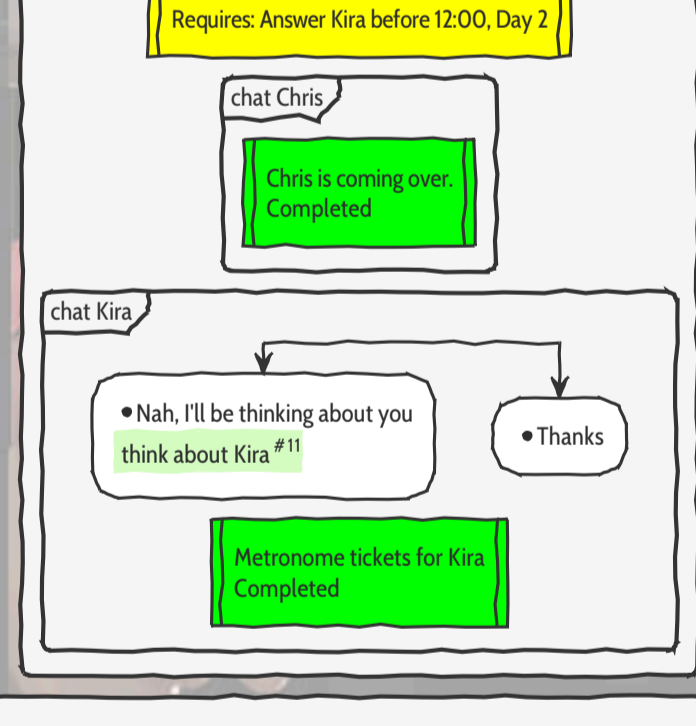 Requires: Answer Kira before 12:00, Day 2
chat Chris
Chris is coming over.
Completed
chat Kira
•Nah, I'll be thinking about you
think about Kira #11
•Thanks
Metronome tickets for Kira
Completed